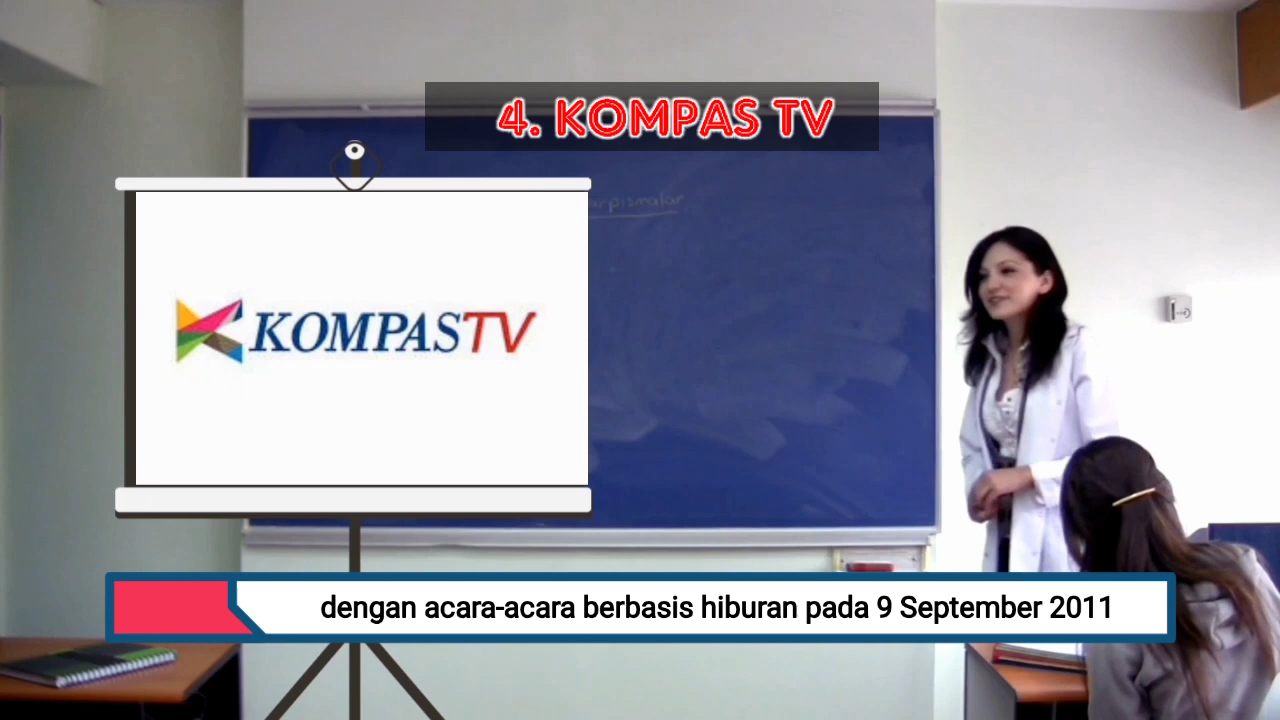 4. KOMPAS TV
KOMPASTV
dengan acara-acara berbasis hiburan pada 9 September 2011